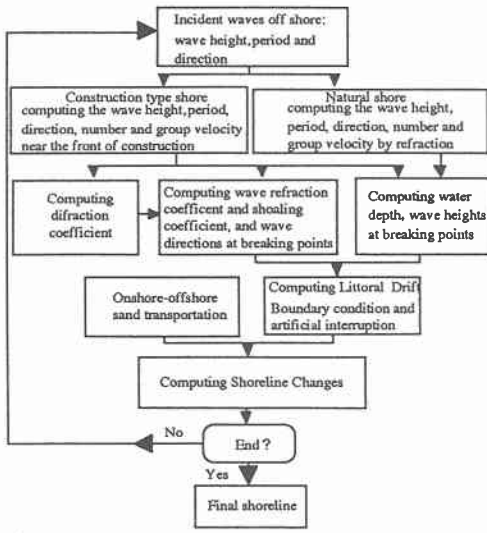 Incident waves off shore:
wave height,period and
direction
Construction type shore
computing the wave height,period,
direction, number and group velocity
near the front of construction
Natural shore
computing the wave height,
period, direction, number and
group velocity by refraction
Computing
difraction
coefficient
Computing wave refraction
coefficent and shoaling
coefficient, and wave
directions at breaking points
Computing water
depth, wave heights
at breaking points
Onshore-offshore
sand transportation
Computing Littoral Drift
Boundary condition and
artificial interruption
Computing Shoreline Changes
No
End?
Yes
Final shoreline